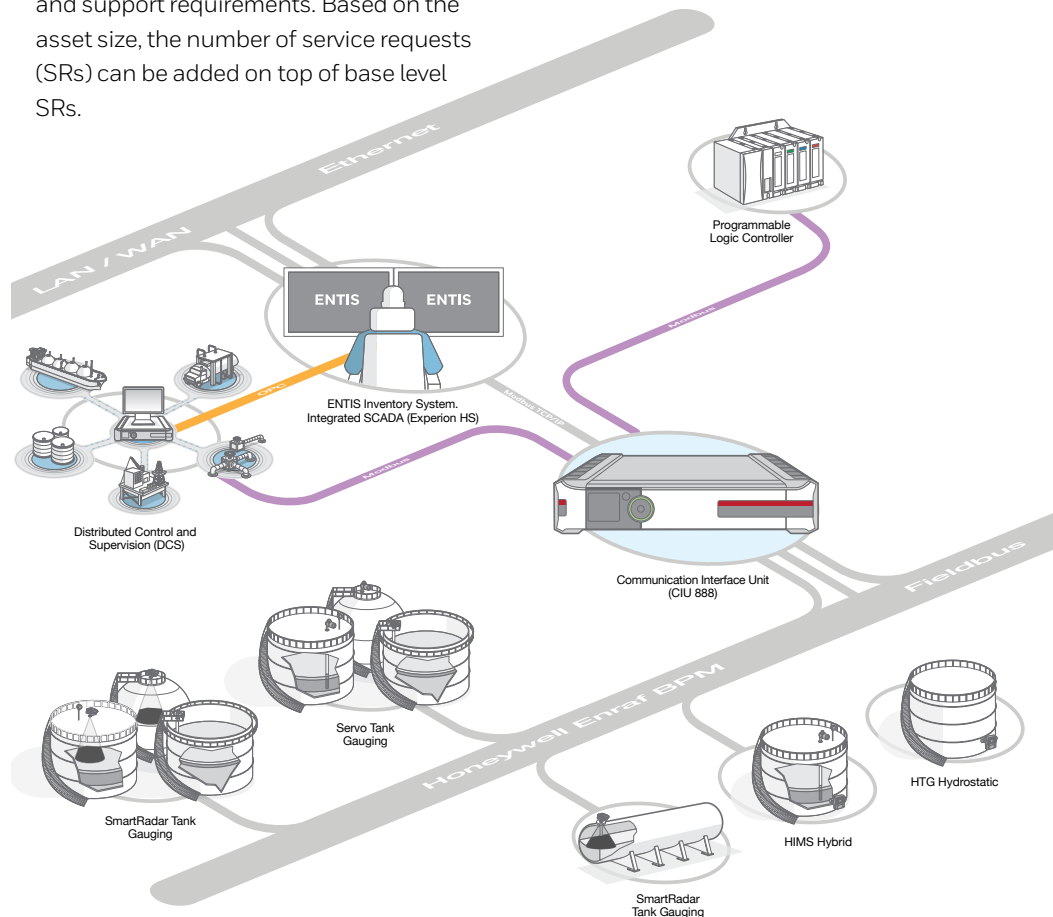 and support requirements. Based on the
asset size, the number of service requests
(SRs) can be added on top of base level
SRs.
Ethernet
LAN / WAN
Programmable
Logic Controller
ENTIS
ENTIS
Modbus
OPC
ENTIS Inventory System.
Integrated SCADA (Experion HS)
Modbus TCP/IP
Modbus
Distributed Control and
Supervision (DCS)
Communication Interface Unit
(CIU 888)
Fieldbus
Honeywell Enraf BPM
Servo Tank
Gauging
SmartRadar Tank
Gauging
HTG Hydrostatic
HIMS Hybrid
SmartRadar
Tank Gauging